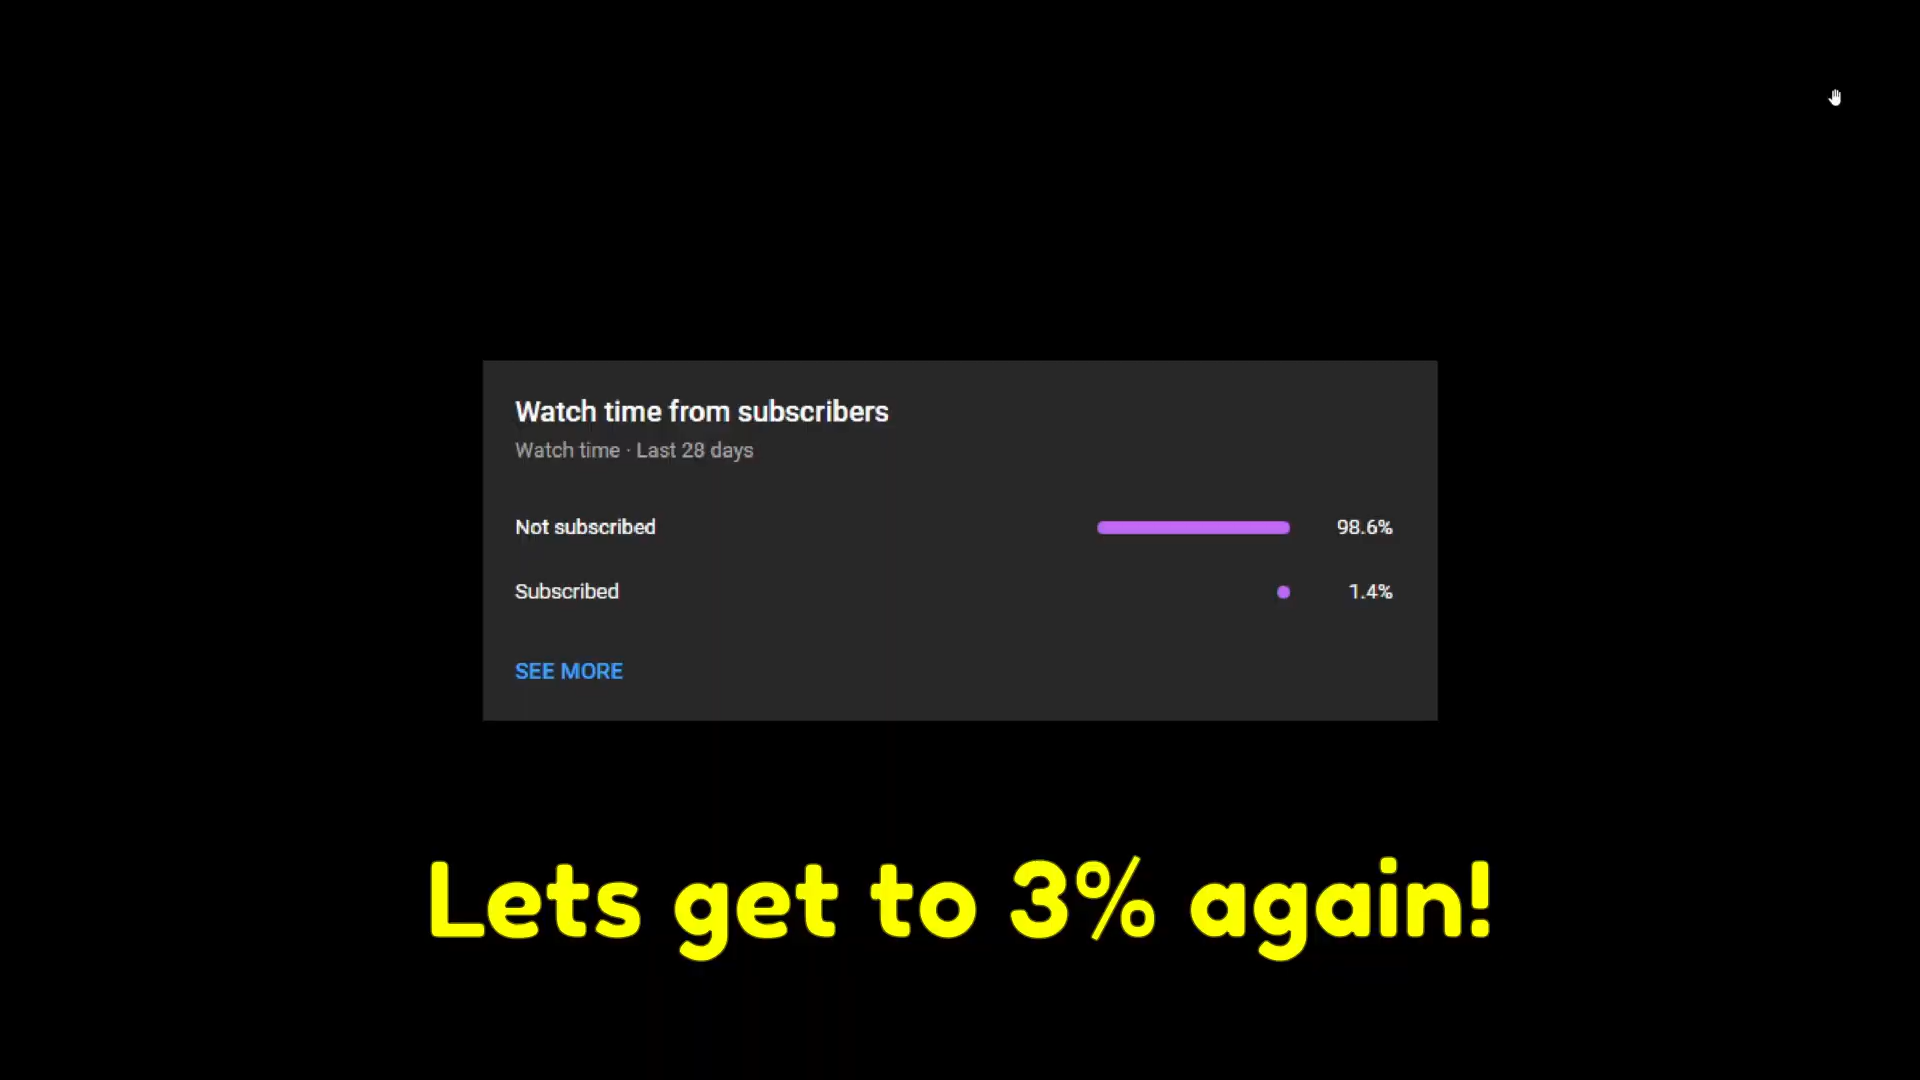 Watch time from subscribers
Watch time · Last 28 days
Not subscribed 98.6%
Subscribed 1.4%
SEE MORE
Lets get to 3% again!